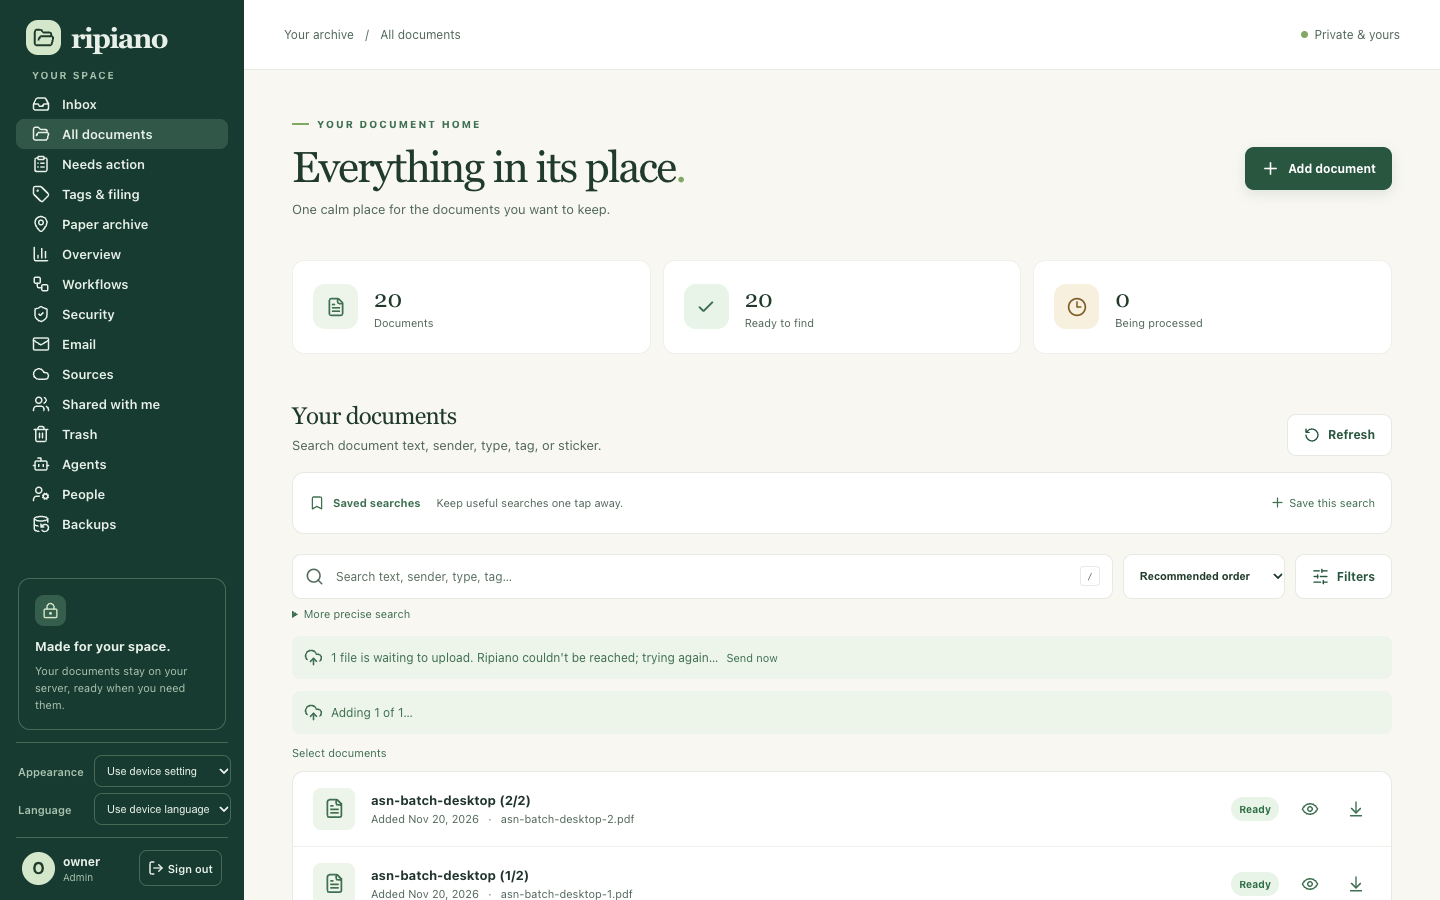 ripiano
YOUR SPACE
Inbox
All documents
Needs action
Tags & filing
Paper archive
Overview
Workflows
Security
Email
Sources
Shared with me
Trash
Agents
People
Backups
Made for your space.
Your documents stay on your
server, ready when you need
them.
Appearance Use device setting
Language Use device language
O owner
Admin
Sign out
Your archive / All documents
Private & yours
YOUR DOCUMENT HOME
Everything in its place.
One calm place for the documents you want to keep.
Add document
20
Documents
20
Ready to find
0
Being processed
Your documents
Search document text, sender, type, tag, or sticker.
Refresh
Saved searches Keep useful searches one tap away.
Save this search
Search text, sender, type, tag... /
Recommended order
Filters
More precise search
1 file is waiting to upload. Ripiano couldn't be reached; trying again... Send now
Adding 1 of 1...
Select documents
asn-batch-desktop (2/2)
Added Nov 20, 2026 · asn-batch-desktop-2.pdf
Ready
asn-batch-desktop (1/2)
Added Nov 20, 2026 · asn-batch-desktop-1.pdf
Ready